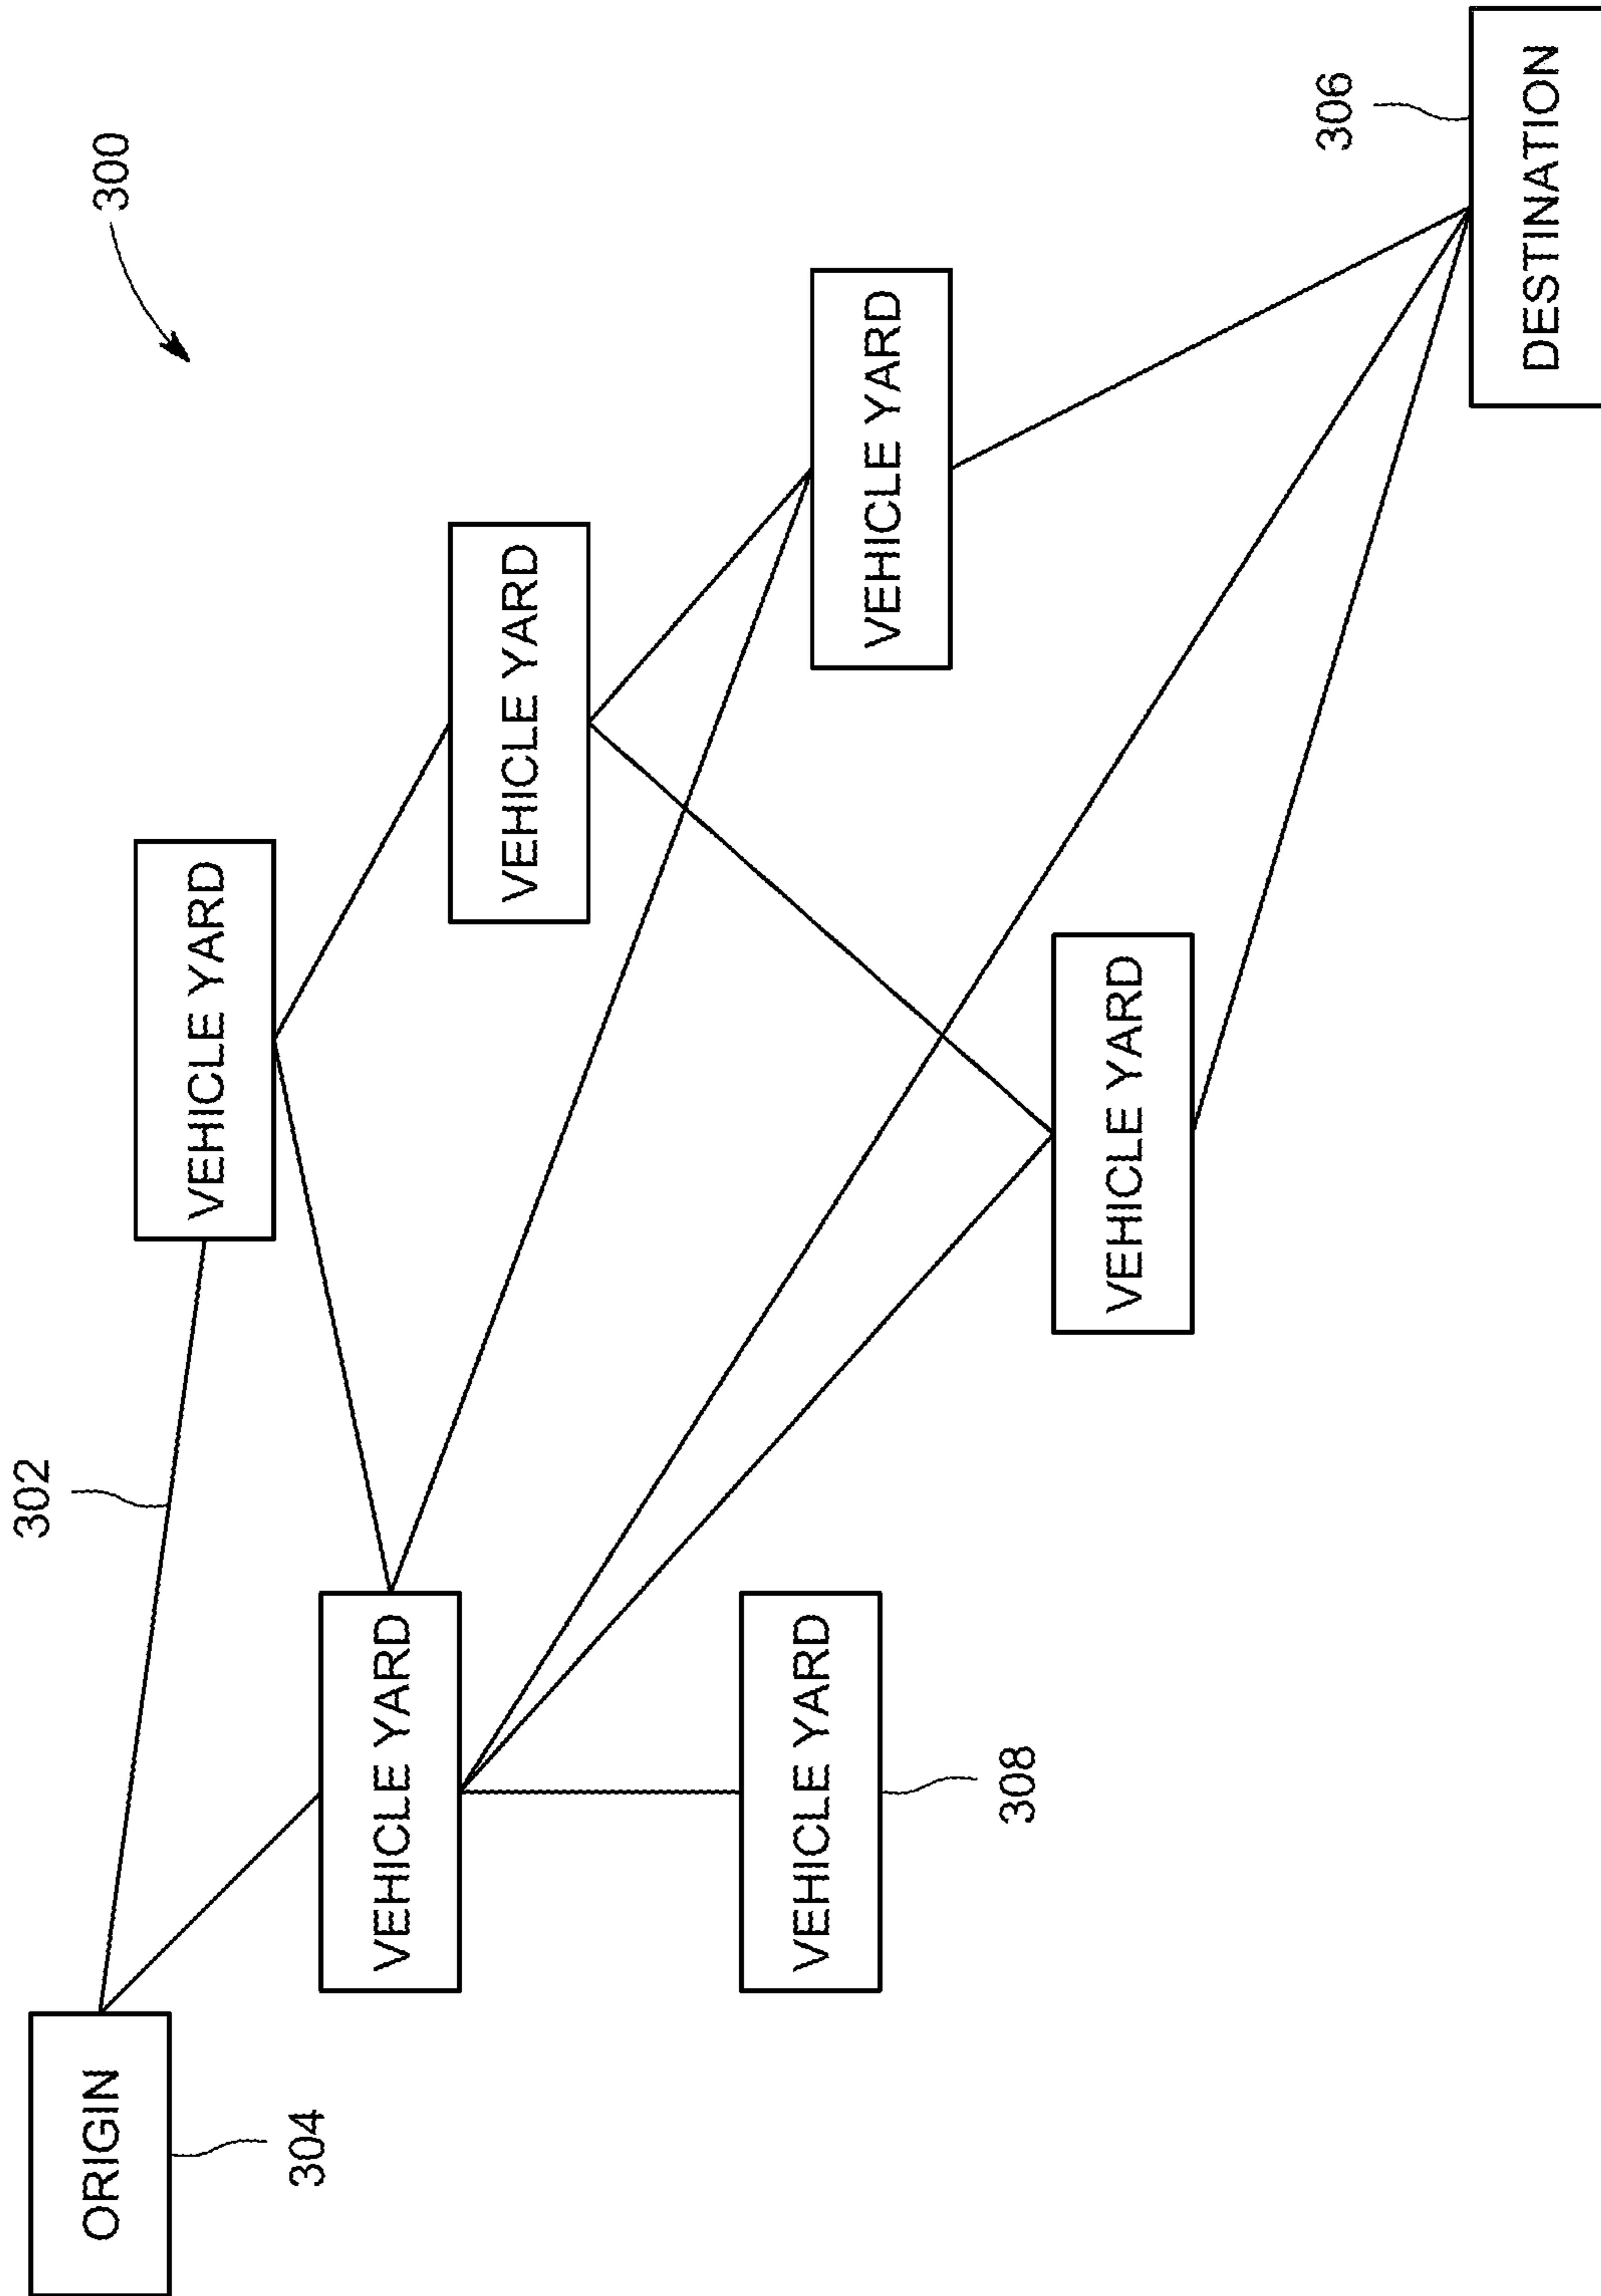 302
ORIGIN
300
VEHICLE YARD
304
VEHICLE YARD
VEHICLE YARD
VEHICLE YARD
VEHICLE YARD
308
VEHICLE YARD
306
DESTINATION